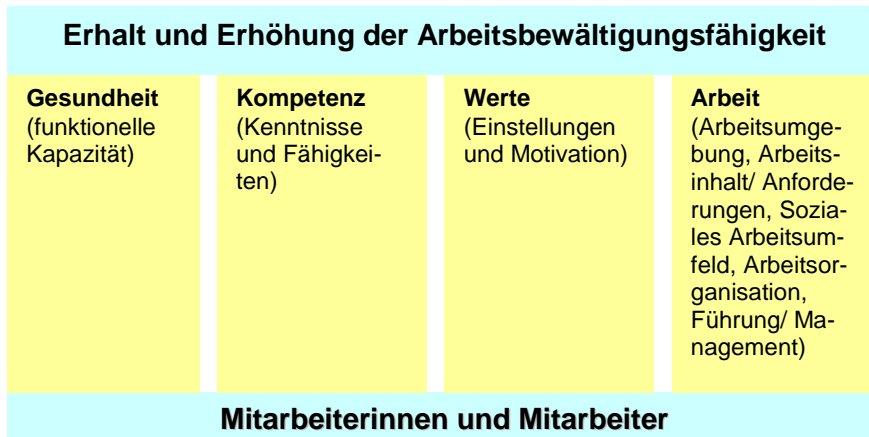 Erhalt und Erhöhung der Arbeitsbewältigungsfähigkeit
Gesundheit
(funktionelle
Kapazität)
Kompetenz
(Kenntnisse
und Fähigkei-
ten)
Werte
(Einstellungen
und Motivation)
Arbeit
(Arbeitsumge-
bung, Arbeits-
inhalt/ Anforde-
rungen, Sozia-
les Arbeitsum-
feld, Arbeitsor-
ganisation,
Führung/ Ma-
nagement)
Mitarbeiterinnen und Mitarbeiter